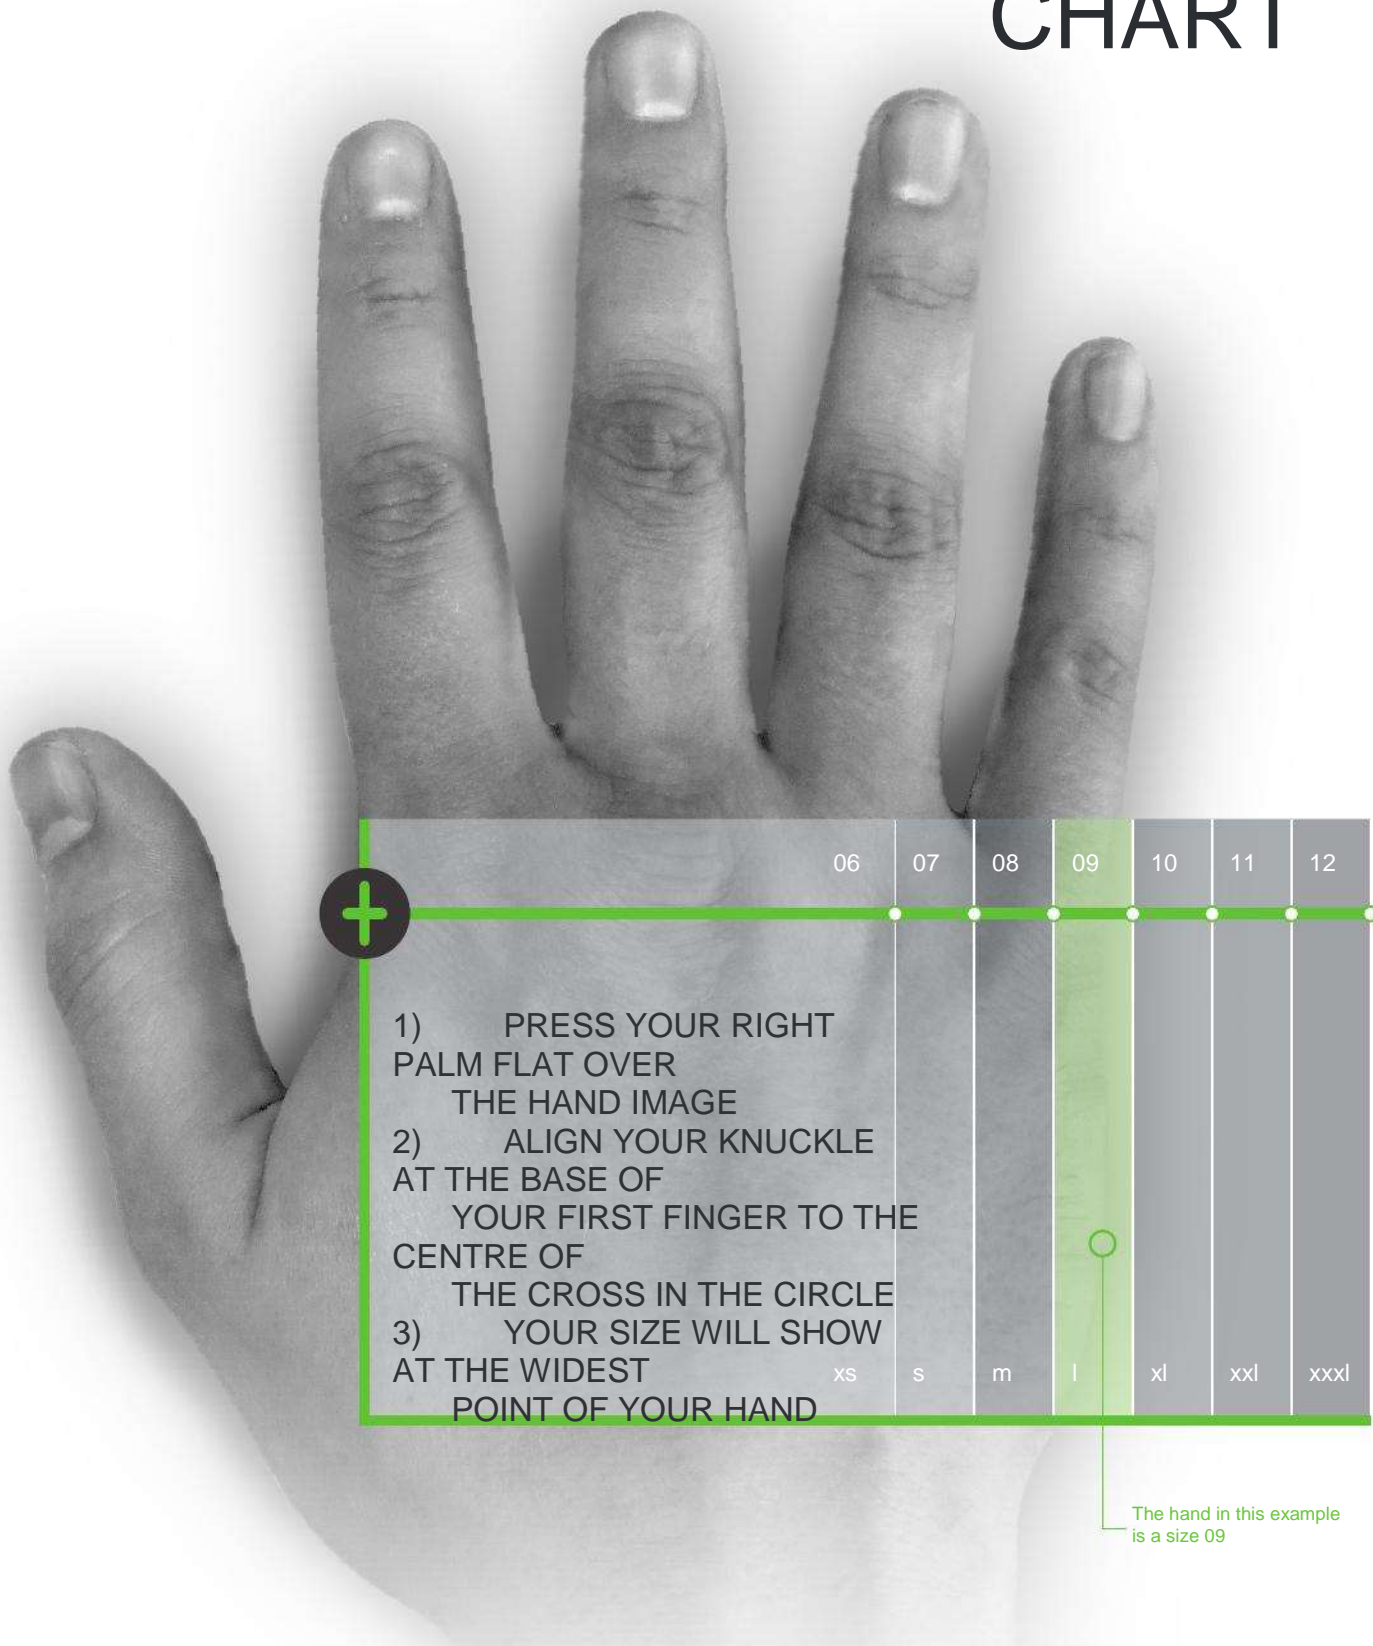 CHART
06 07 08 09 10 11 12
1) PRESS YOUR RIGHT
PALM FLAT OVER
THE HAND IMAGE
2) ALIGN YOUR KNUCKLE
AT THE BASE OF
YOUR FIRST FINGER TO THE
CENTRE OF
THE CROSS IN THE CIRCLE
3) YOUR SIZE WILL SHOW
AT THE WIDEST
POINT OF YOUR HAND
xs s m l xl xxl xxxl
The hand in this example
is a size 09